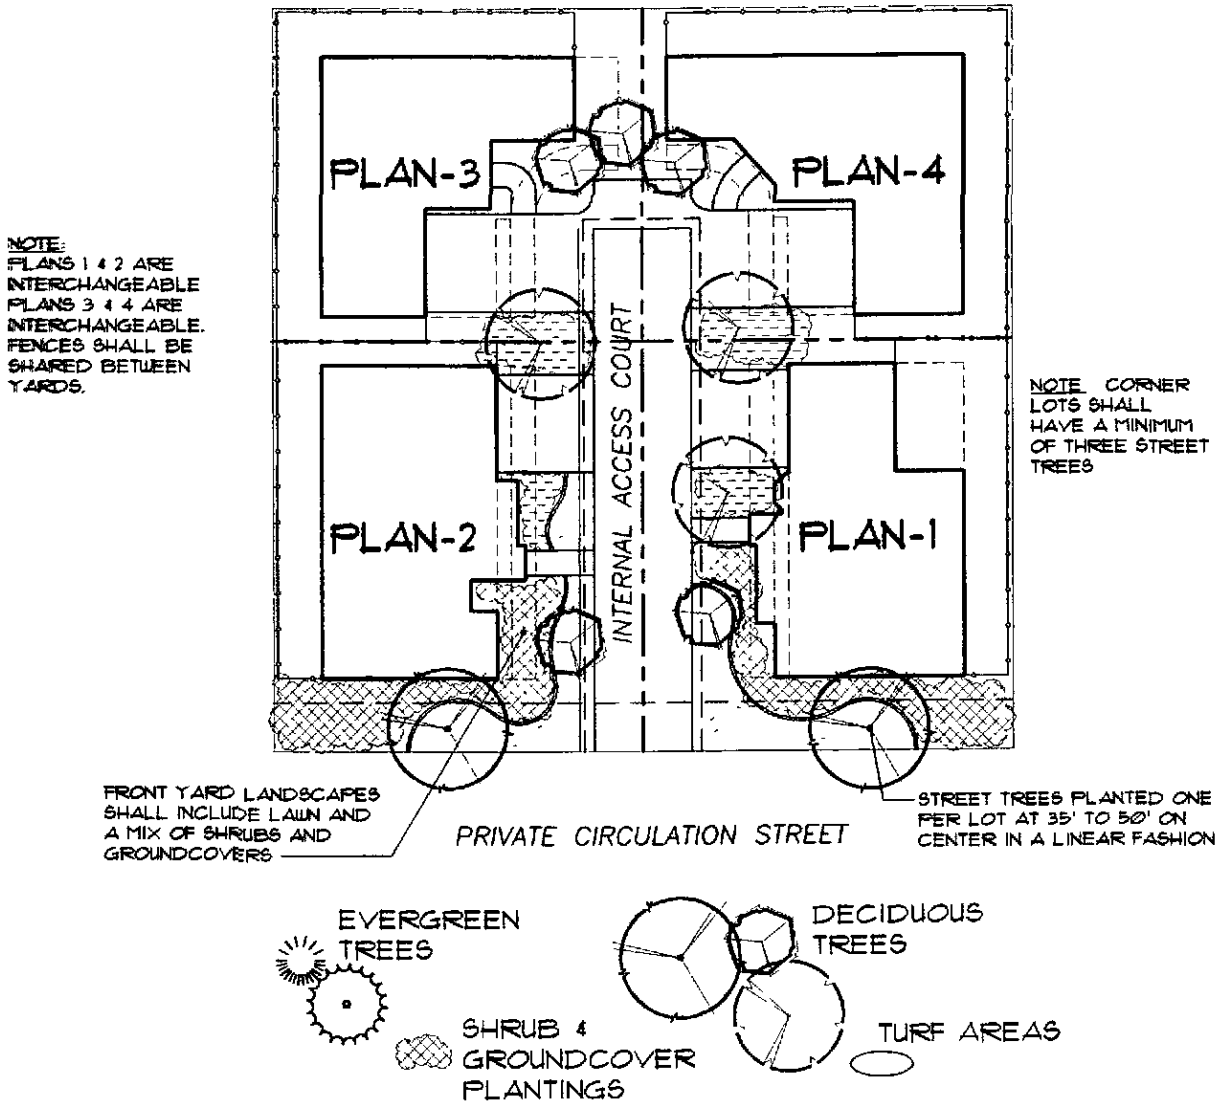 PLAN-3
PLAN-4
NOTE:
PLANS 1 & 2 ARE
INTERCHANGEABLE
PLANS 3 & 4 ARE
INTERCHANGEABLE.
FENCES SHALL BE
SHARED BETWEEN
YARDS.
INTERNAL ACCESS COURT
NOTE CORNER
LOTS SHALL
HAVE A MINIMUM
OF THREE STREET
TREES
PLAN-2
PLAN-1
FRONT YARD LANDSCAPES
SHALL INCLUDE LAWN AND
A MIX OF SHRUBS AND
GROUNDCOVERS
PRIVATE CIRCULATION STREET
STREET TREES PLANTED ONE
PER LOT AT 35' TO 50' ON
CENTER IN A LINEAR FASHION
EVERGREEN
TREES
DECIDUOUS
TREES
SHRUB &
GROUNDCOVER
PLANTINGS
TURF AREAS